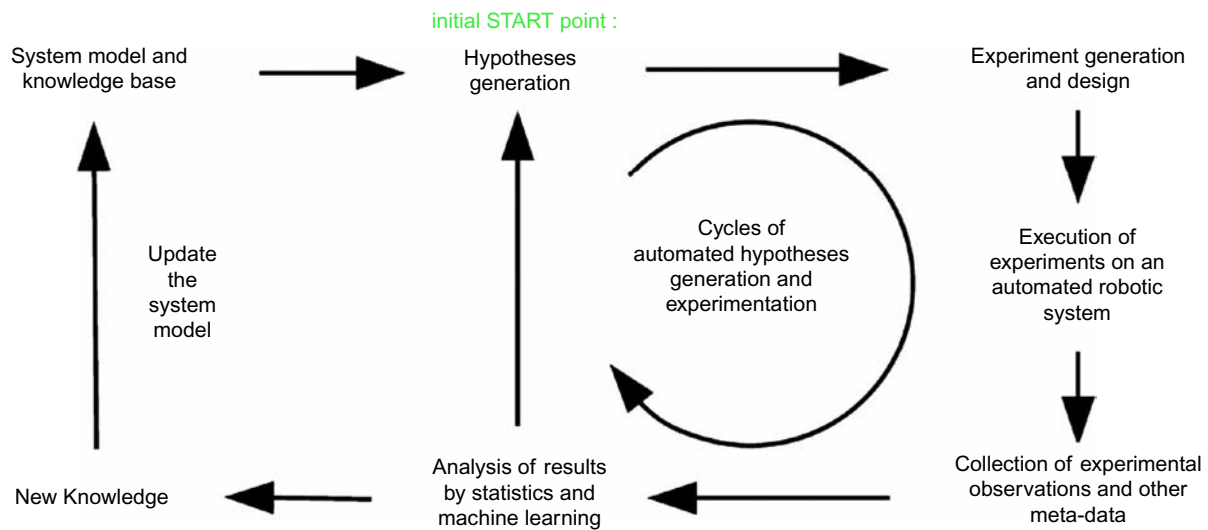 initial START point :
System model and
knowledge base
Hypotheses
generation
Experiment generation
and design
Update
the
system
model
Cycles of
automated hypotheses
generation and
experimentation
Execution of
experiments on an
automated robotic
system
New Knowledge
Analysis of results
by statistics and
machine learning
Collection of experimental
observations and other
meta-data